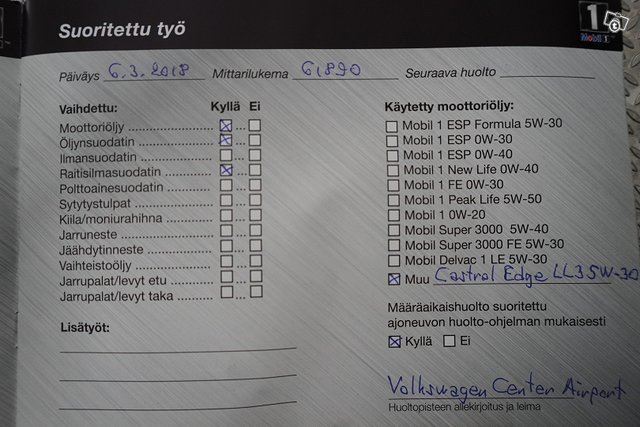 1
Mobil 1
Suoritettu työ
Päiväys 6.3.2018 Mittarilukema 61890 Seuraava huolto
Vaihdettu: Kyllä Ei
Moottoriöljy
Öljynsuodatin
Ilmansuodatin
Raitisilmasuodatin
Polttoainesuodatin
Sytytystulpat
Kiila/moniurahihna
Jarruneste
Jäähdytinneste
Vaihteistoöljy
Jarrupalat/levyt etu
Jarrupalat/levyt taka
Lisätyöt:
Käytetty moottoriöljy:
Mobil 1 ESP Formula 5W-30
Mobil 1 ESP 0W-30
Mobil 1 ESP 0W-40
Mobil 1 New Life 0W-40
Mobil 1 FE 0W-30
Mobil 1 Peak Life 5W-50
Mobil 1 0W-20
Mobil Super 3000 5W-40
Mobil Super 3000 FE 5W-30
Mobil Delvac 1 LE 5W-30
Muu Castrol Edge LL3 5W-30
Määräaikaishuolto suoritettu
ajoneuvon huolto-ohjelman mukaisesti
Kyllä Ei
Volkswagen Center Airport
Huoltopisteen allekirjoitus ja leima